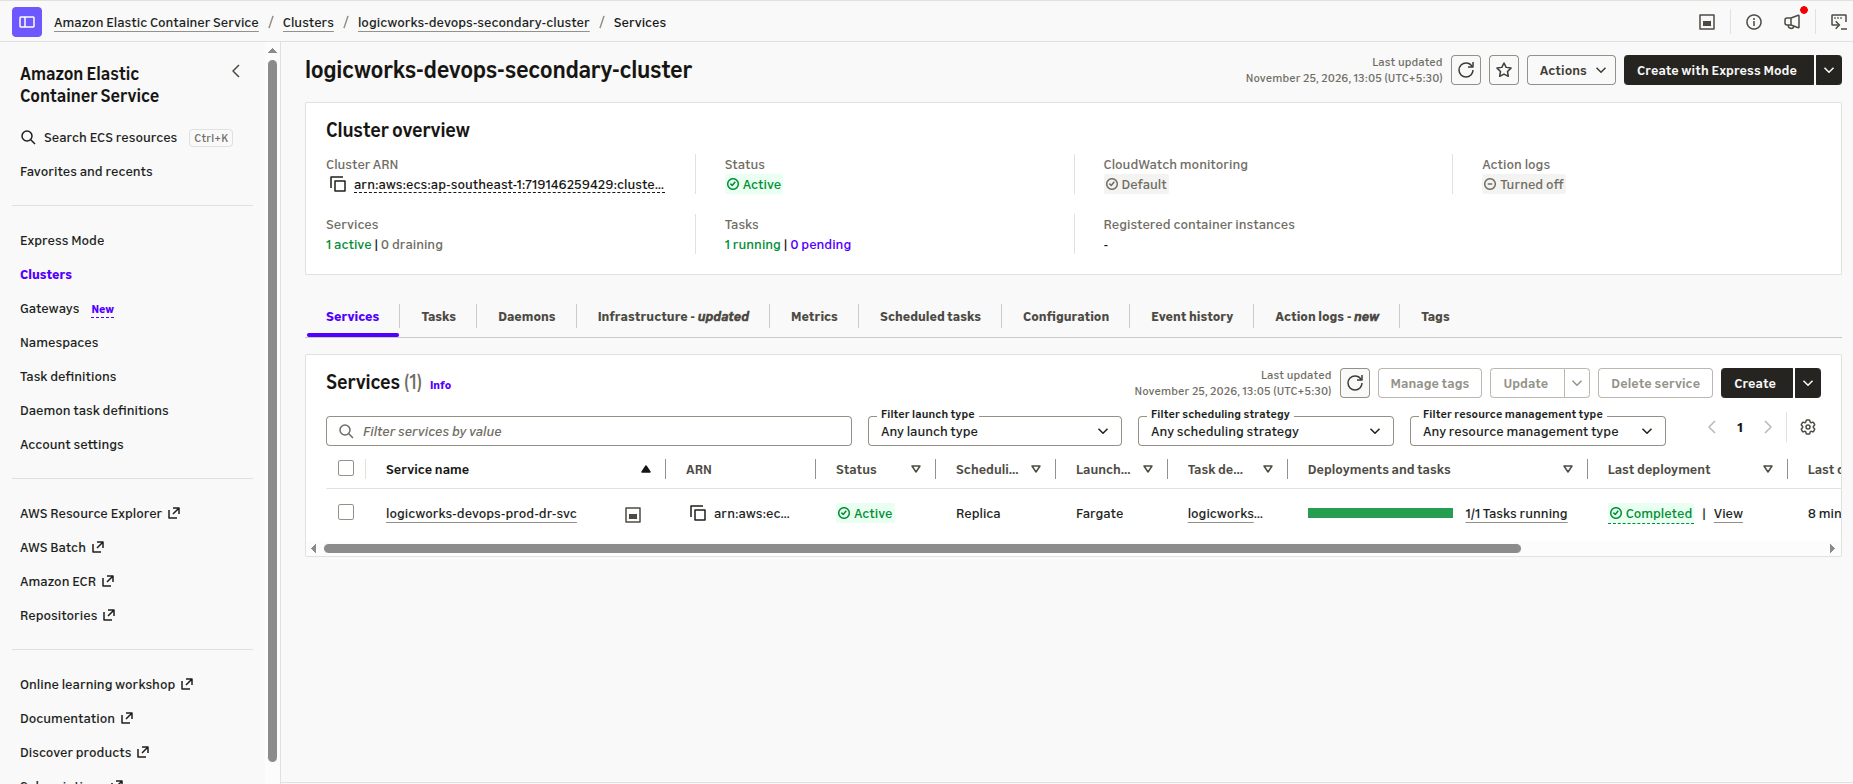 Amazon Elastic Container Service / Clusters / logicworks-devops-secondary-cluster / Services
Amazon Elastic
Container Service
Search ECS resources Ctrl+K
Favorites and recents
Express Mode
Clusters
Gateways New
Namespaces
Task definitions
Daemon task definitions
Account settings
AWS Resource Explorer
AWS Batch
Amazon ECR
Repositories
Online learning workshop
Documentation
Discover products
logicworks-devops-secondary-cluster
Last updated
November 25, 2026, 13:05 (UTC+5:30)
Actions
Create with Express Mode
Cluster overview
Cluster ARN
arn:aws:ecs:ap-southeast-1:719146259429:cluste...
Status
Active
CloudWatch monitoring
Default
Action logs
Turned off
Services
1 active | 0 draining
Tasks
1 running | 0 pending
Registered container instances
-
Services Tasks Daemons Infrastructure - updated Metrics Scheduled tasks Configuration Event history Action logs - new Tags
Services (1) Info
Last updated
November 25, 2026, 13:05 (UTC+5:30)
Manage tags Update Delete service Create
Filter services by value
Filter launch type
Any launch type
Filter scheduling strategy
Any scheduling strategy
Filter resource management type
Any resource management type
1
Service name ARN Status Scheduli... Launch... Task de... Deployments and tasks Last deployment Last
logicworks-devops-prod-dr-svc arn:aws:ec... Active Replica Fargate logicworks... 1/1 Tasks running Completed | View 8 min